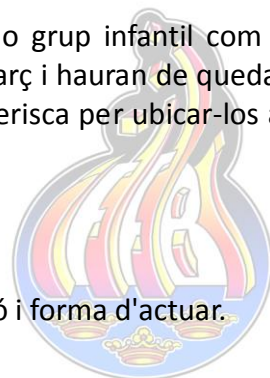 o grup infantil com
arç i hauran de queda
erisca per ubicar-los a
ó i forma d'actuar.